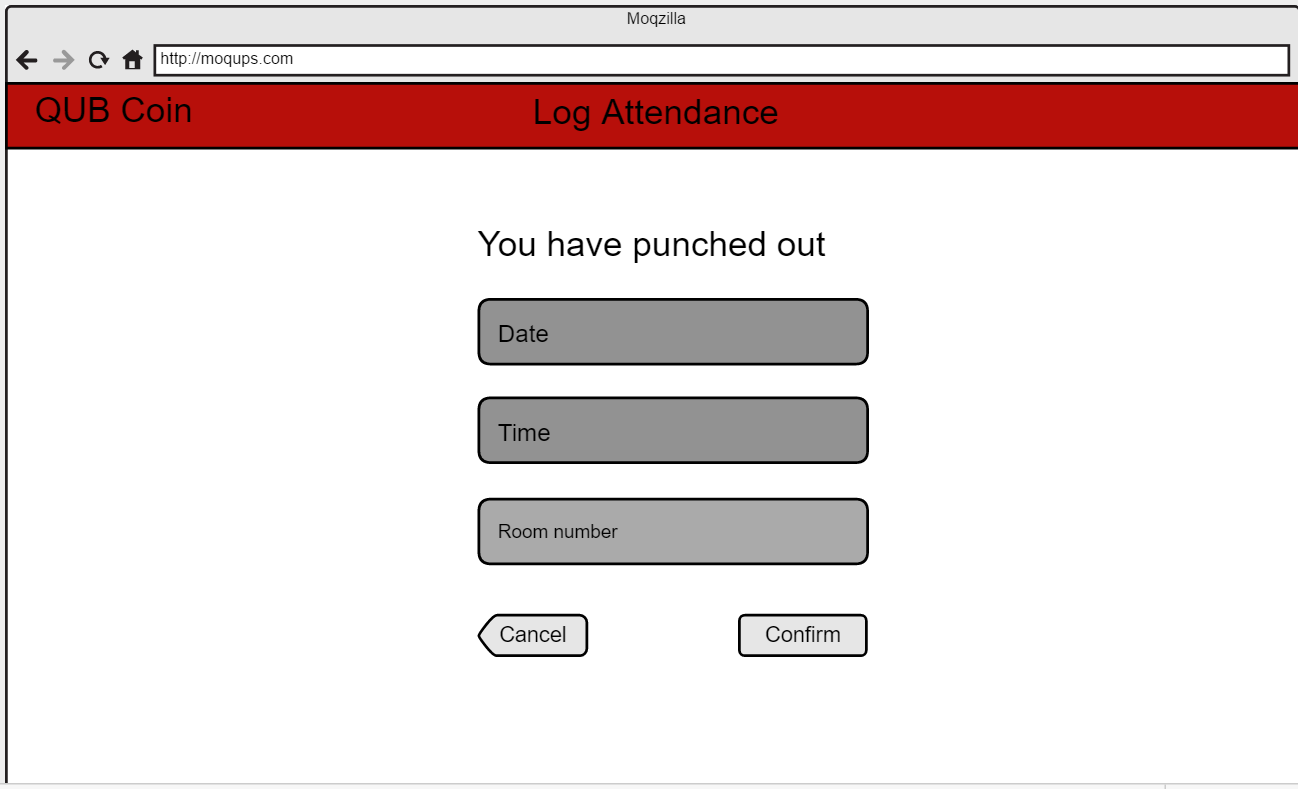 Moqzilla
http://moqups.com
QUB Coin
Log Attendance
You have punched out
Date
Time
Room number
Cancel
Confirm